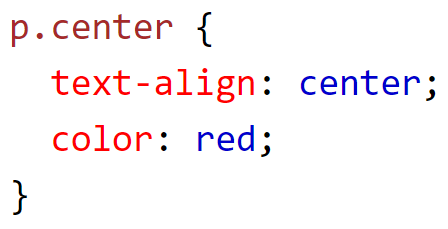 p.center {
  text-align: center;
  color: red;
}